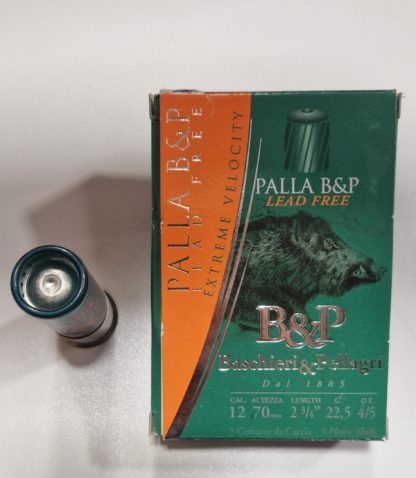 PALLA B&P
LEAD FREE
EXTREME VELOCITY
PALLA B&P
LEAD FREE
B&P
Baschieri & Pellagri
Dal 1885
CAL. ALTEZZA LENGTH G. OZ.
12 70mm 2 3/4" 22,5 4/5
5 Cartucce da Caccia - 5 Plastic Shells